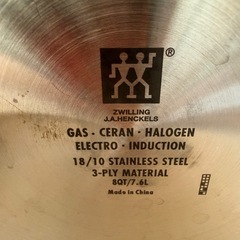 ®
ZWILLING
J.A.HENCKELS
GAS · CERAN · HALOGEN
ELECTRO · INDUCTION
18/10 STAINLESS STEEL
3-PLY MATERIAL
8QT/7.6L
Made in China